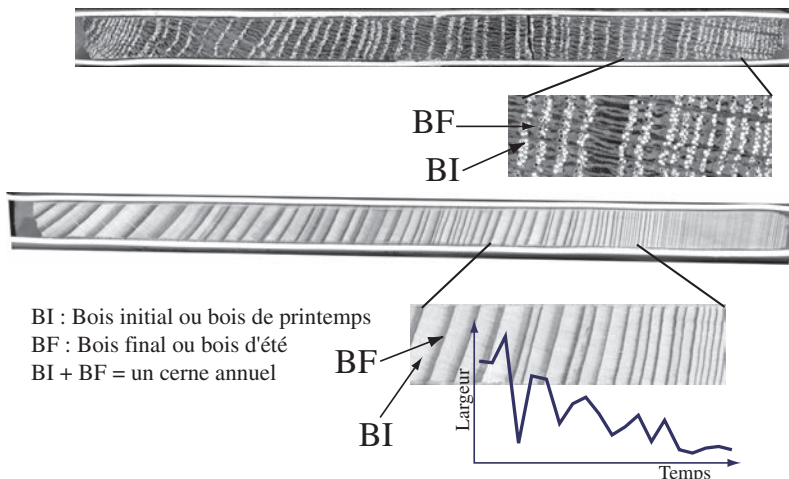 BF
BI
BI : Bois initial ou bois de printemps
BF : Bois final ou bois d'été
BI + BF = un cerne annuel
BF
BI
Largeur
Temps